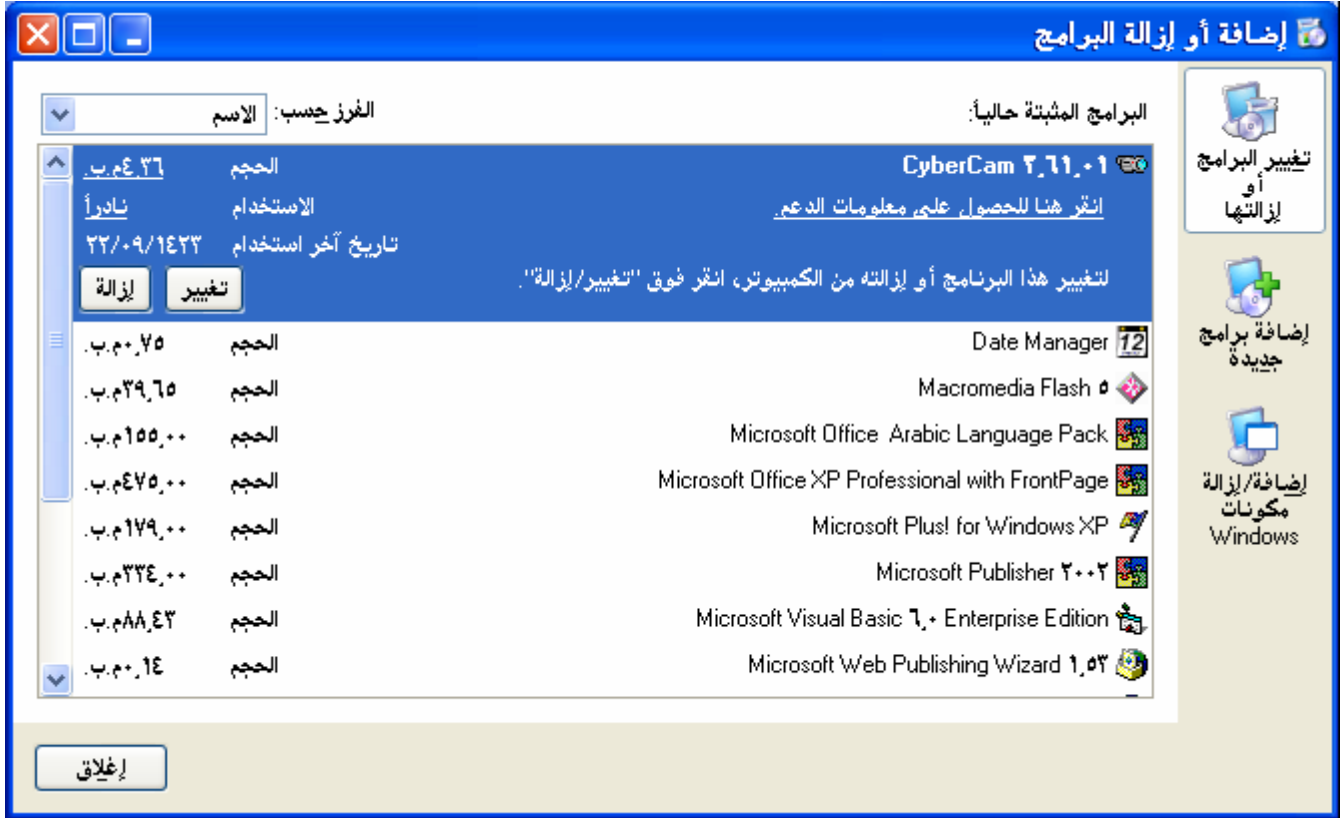 إضافة أو إزالة البرامج
تغيير البرامج
أو
إزالتها
إضافة برامج
جديدة
إضافة/إزالة
مكونات
Windows
البرامج المثبتة حالياً:
الفرز حسب: الاسم
CyberCam ٢,٦١,٠١
الحجم ٤,٣٦م.ب.
انقر هنا للحصول على معلومات الدعم.
الاستخدام نادراً
تاريخ آخر استخدام ٢٢/٠٩/١٤٢٣
لتغيير هذا البرنامج أو إزالته من الكمبيوتر، انقر فوق "تغيير/إزالة".
تغيير إزالة
Date Manager الحجم ٠,٧٥م.ب.
Macromedia Flash ٥ الحجم ٣٩,٦٥م.ب.
Microsoft Office Arabic Language Pack الحجم ١٥٥,٠٠م.ب.
Microsoft Office XP Professional with FrontPage الحجم ٤٧٥,٠٠م.ب.
Microsoft Plus! for Windows XP الحجم ١٧٩,٠٠م.ب.
Microsoft Publisher ٢٠٠٢ الحجم ٣٣٤,٠٠م.ب.
Microsoft Visual Basic ٦,٠ Enterprise Edition الحجم ٨٨,٤٣م.ب.
Microsoft Web Publishing Wizard ١,٥٣ الحجم ٠,١٤م.ب.
إغلاق